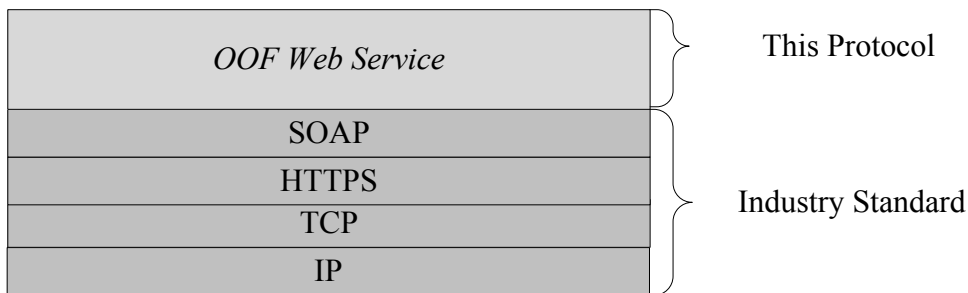 OOF Web Service
This Protocol
SOAP
HTTPS
TCP
IP
Industry Standard